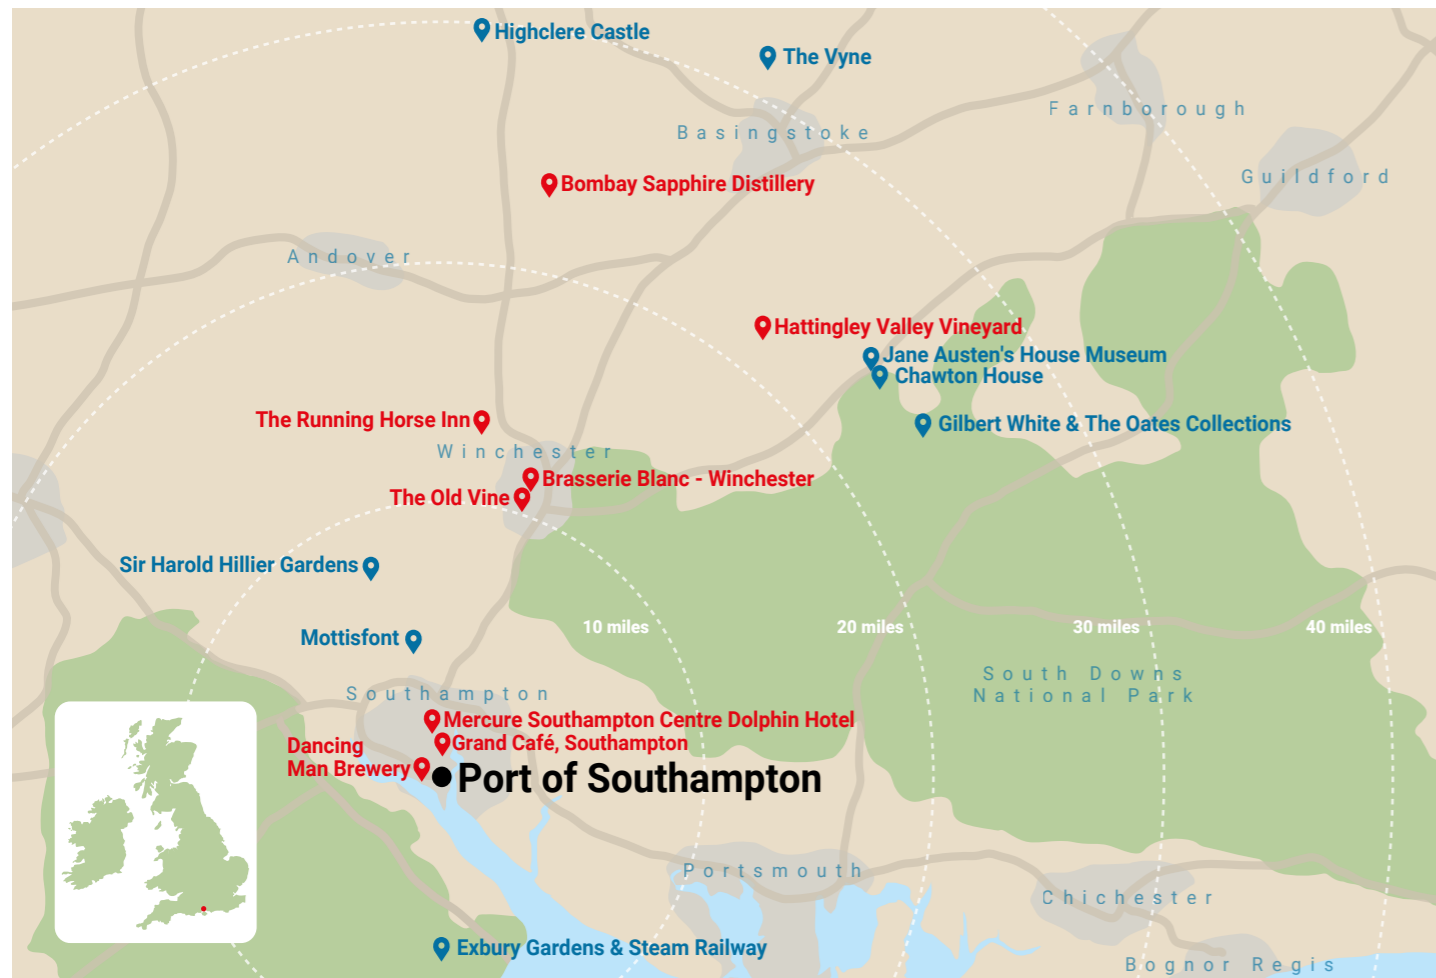 Highclere Castle
The Vyne
Farnborough
Basingstoke
Guildford
Bombay Sapphire Distillery
Andover
Hattingley Valley Vineyard
Jane Austen's House Museum
Chawton House
The Running Horse Inn
Gilbert White & The Oates Collections
Winchester
Brasserie Blanc - Winchester
The Old Vine
Sir Harold Hillier Gardens
10 miles
20 miles
30 miles
40 miles
Mottisfont
South Downs
National Park
Southampton
Mercure Southampton Centre Dolphin Hotel
Grand Café, Southampton
Dancing
Man Brewery
Port of Southampton
Portsmouth
Chichester
Exbury Gardens & Steam Railway
Bognor Regis